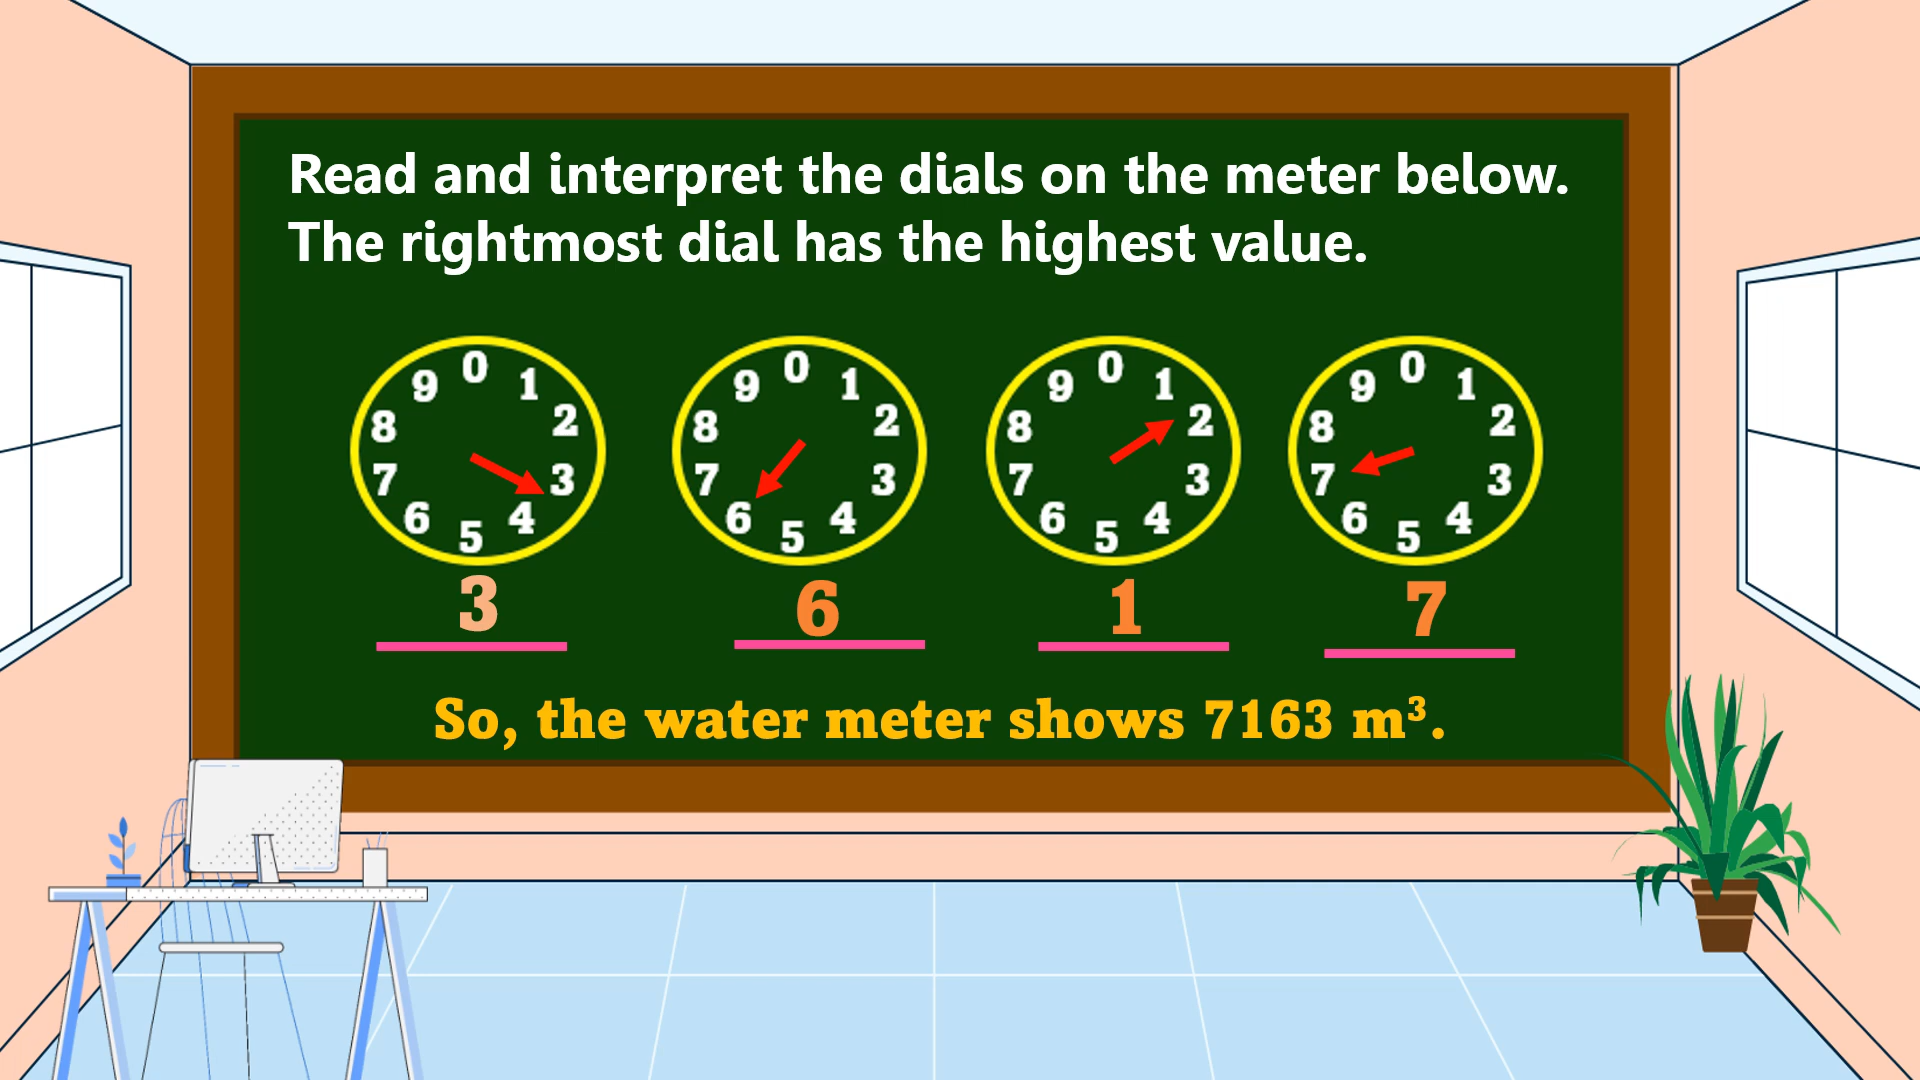 Read and interpret the dials on the meter below.
The rightmost dial has the highest value.
0 1 2 3 4 5 6 7 8 9
0 1 2 3 4 5 6 7 8 9
0 1 2 3 4 5 6 7 8 9
0 1 2 3 4 5 6 7 8 9
3 6 1 7
So, the water meter shows 7163 m³.